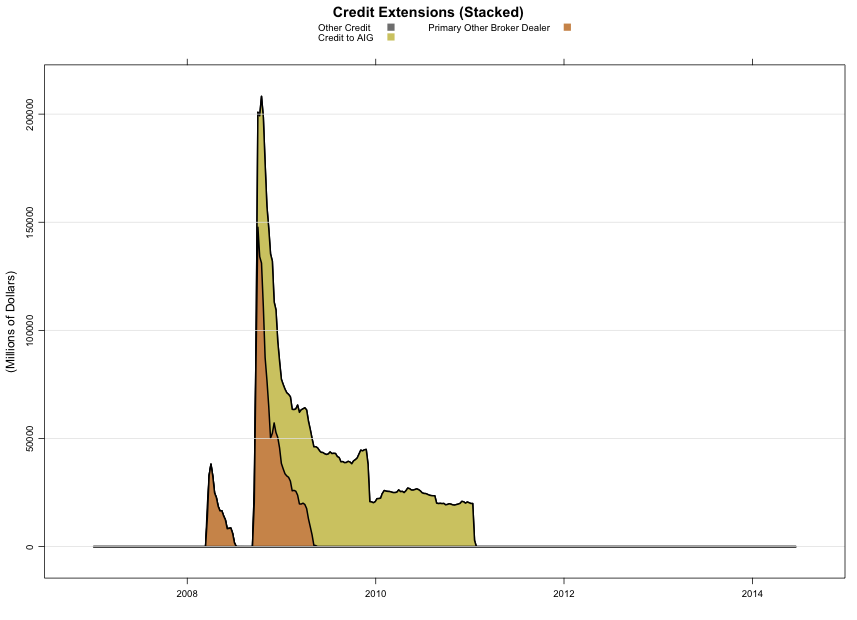 Credit Extensions (Stacked)
Other Credit
Primary Other Broker Dealer
Credit to AIG
(Millions of Dollars)
200000
150000
100000
50000
0
2008
2010
2012
2014